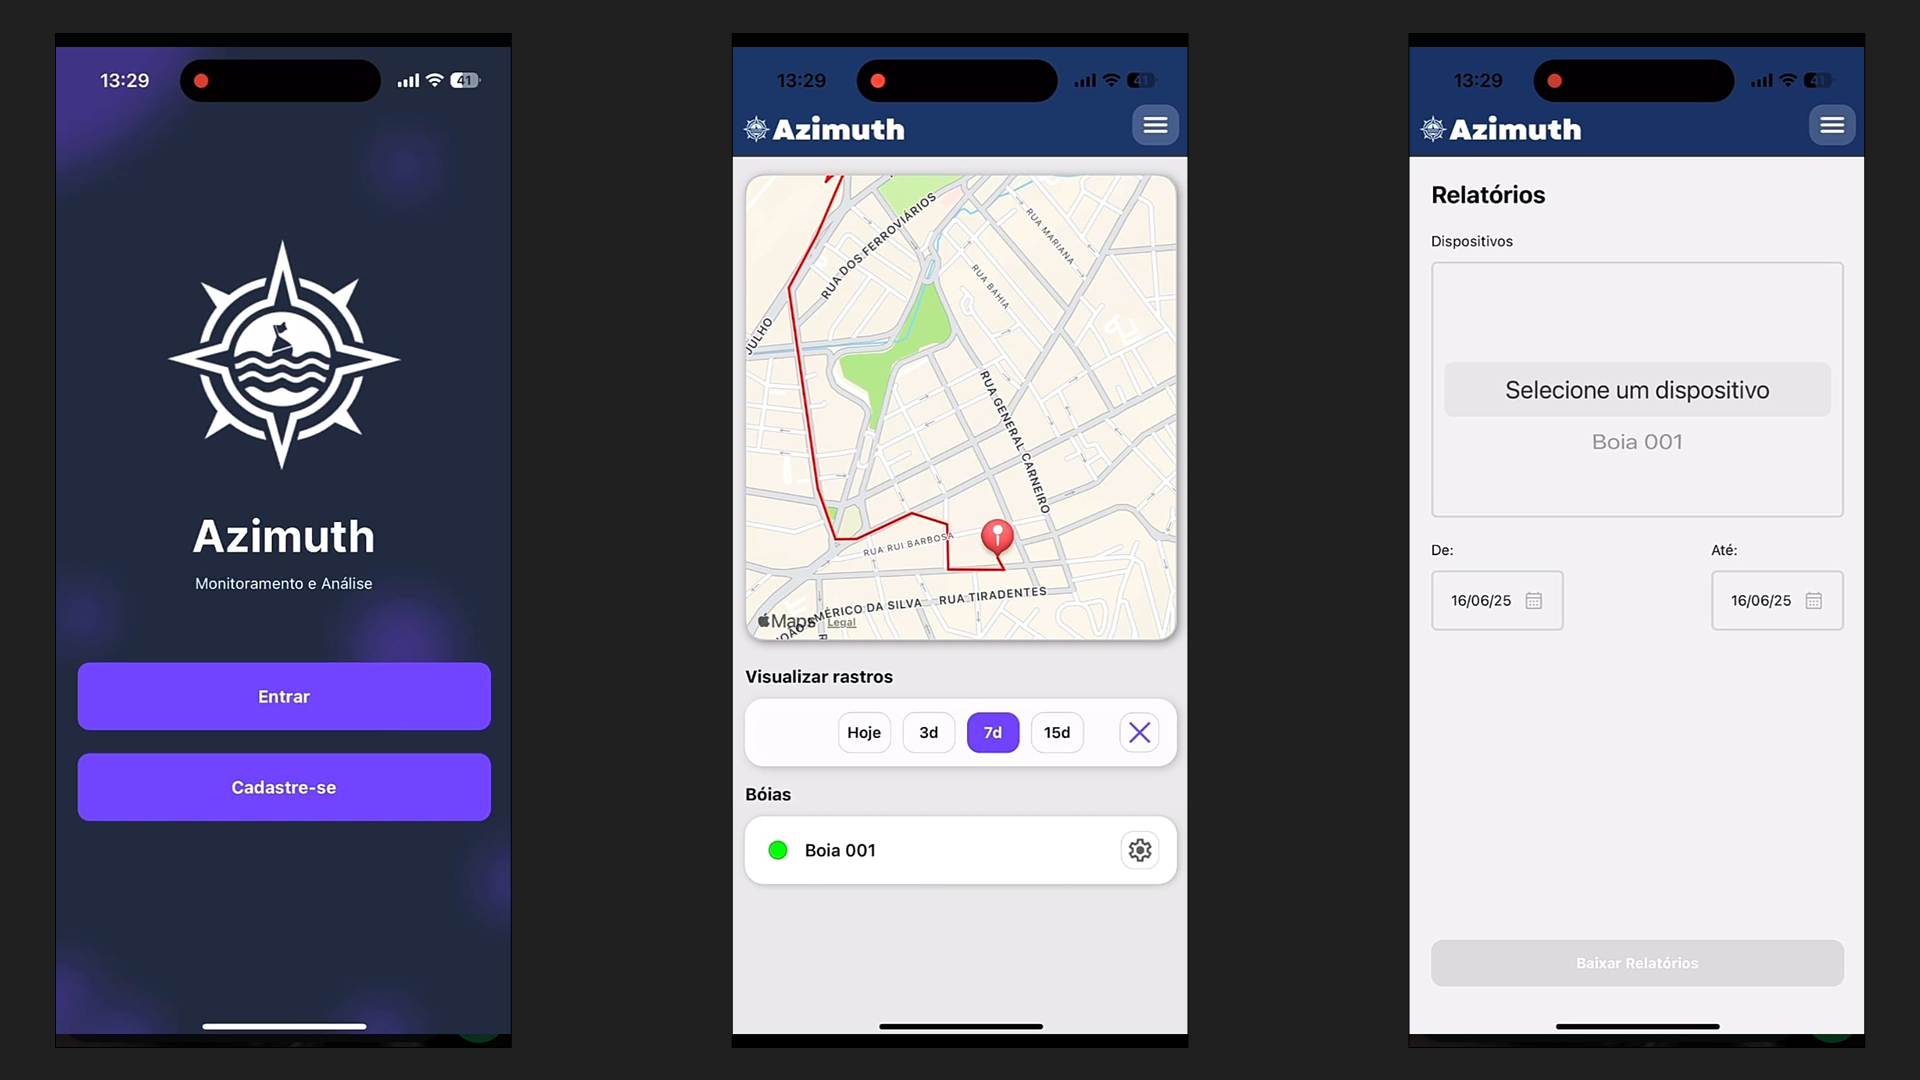 13:29
41
Azimuth
Monitoramento e Análise
Entrar
Cadastre-se
13:29
41
Azimuth
RUA DOS FERROVIÁRIOS
RUA MARIANA
RUA BAHIA
JULHO
RUA GENERAL CARNEIRO
RUA RUI BARBOSA
AMÉRICO DA SILVA
RUA TIRADENTES
Maps
Legal
JOÃO
Visualizar rastros
Hoje
3d
7d
15d
Bóias
Boia 001
13:29
41
Azimuth
Relatórios
Dispositivos
Selecione um dispositivo
Boia 001
De:
Até:
16/06/25
16/06/25
Baixar Relatórios